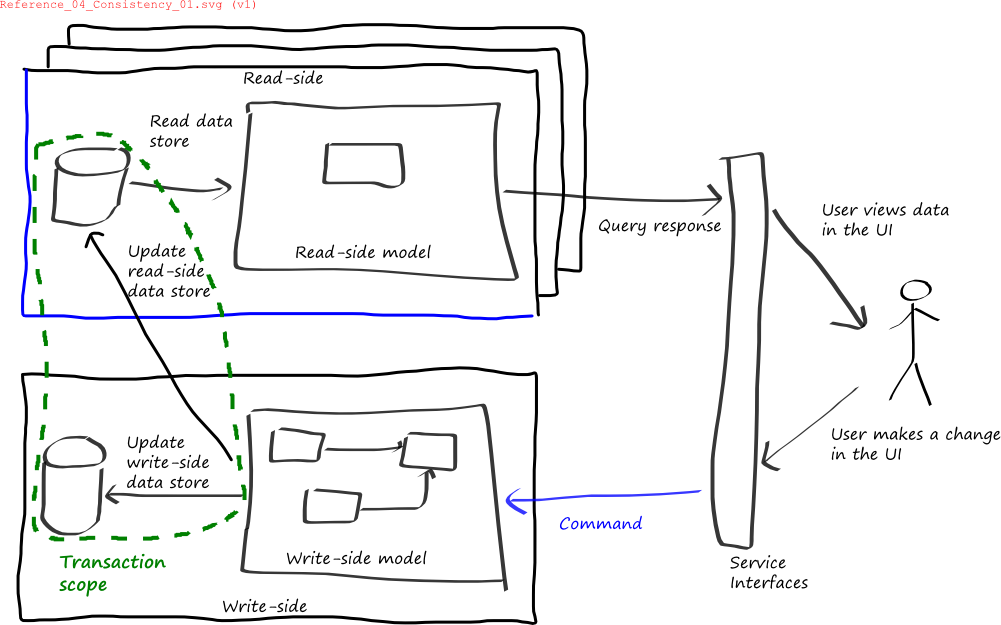 Reference_04_Consistency_01.svg (v1)
Read-side
Read data
store
Read-side model
Update
read-side
data store
Query response
User views data
in the UI
User makes a change
in the UI
Update
write-side
data store
Write-side model
Command
Transaction
scope
Write-side
Service
Interfaces